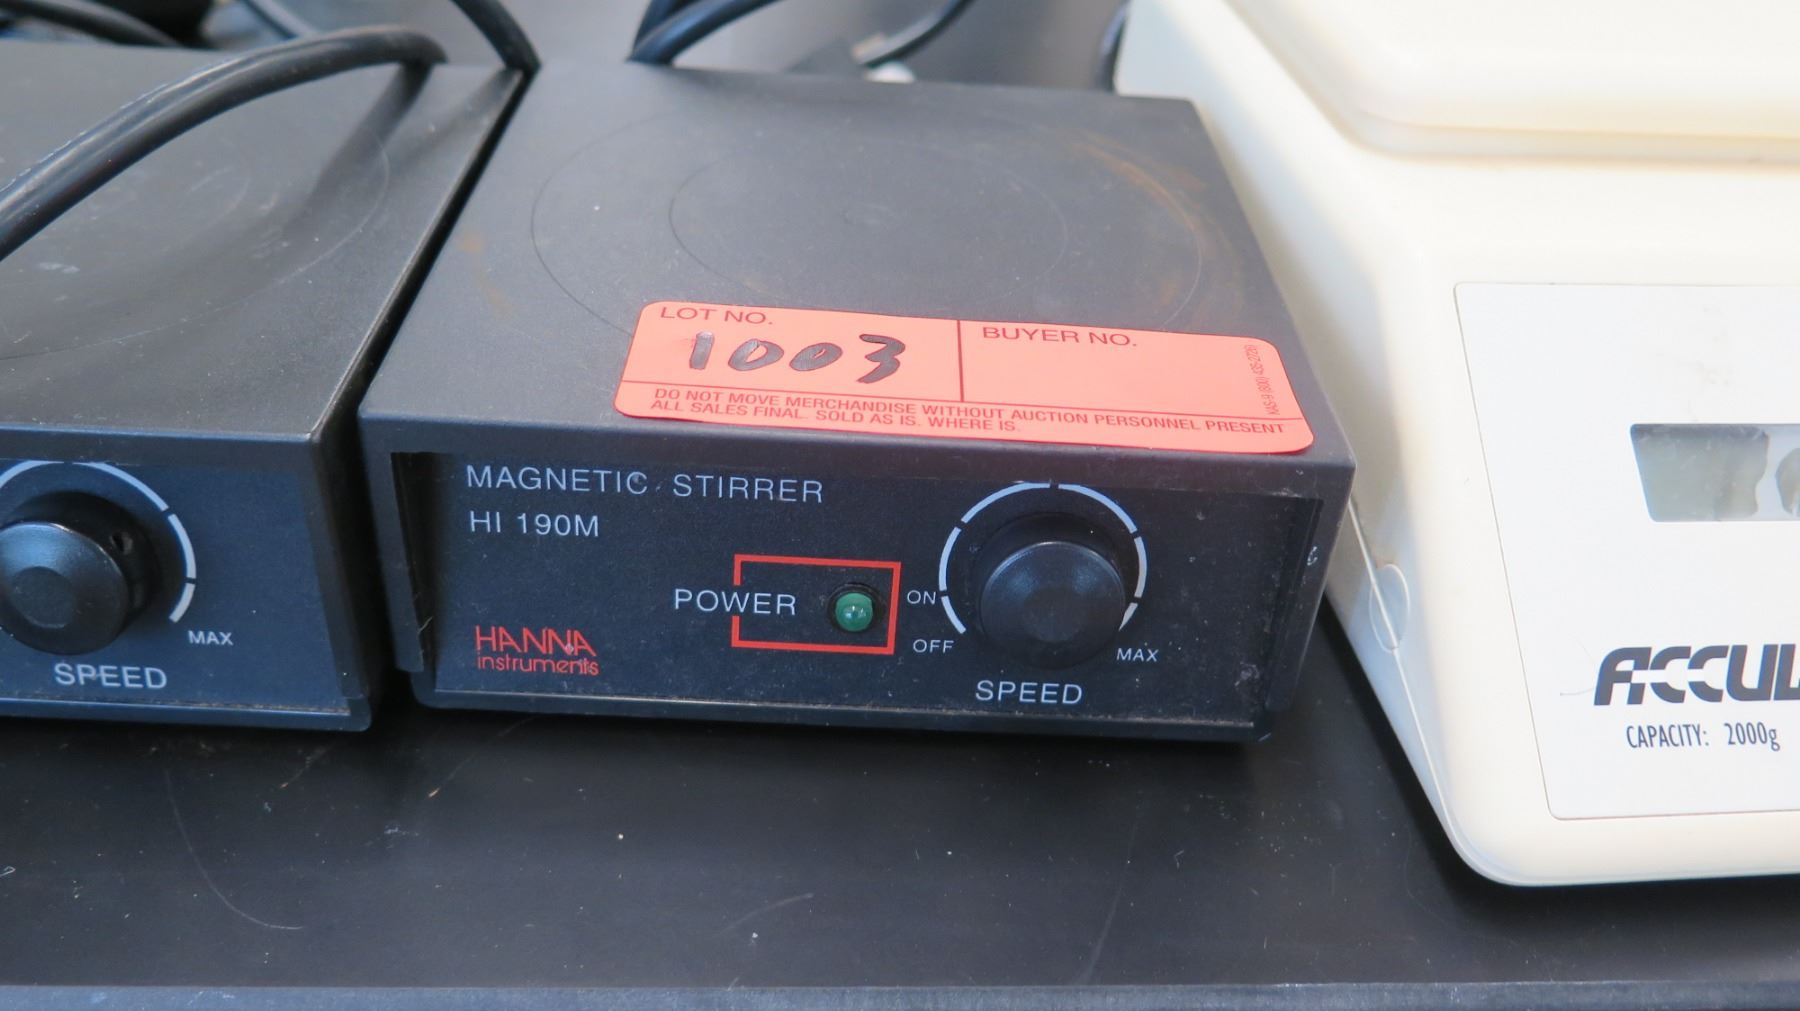 LOT NO.
1003
BUYER NO.
DO NOT MOVE MERCHANDISE WITHOUT AUCTION PERSONNEL PRESENT
ALL SALES FINAL. SOLD AS IS. WHERE IS.
MAGNETIC STIRRER
HI 190M
POWER
ON
OFF
MAX
SPEED
HANNA
instruments
MAX
SPEED
ACCUL
CAPACITY: 2000g